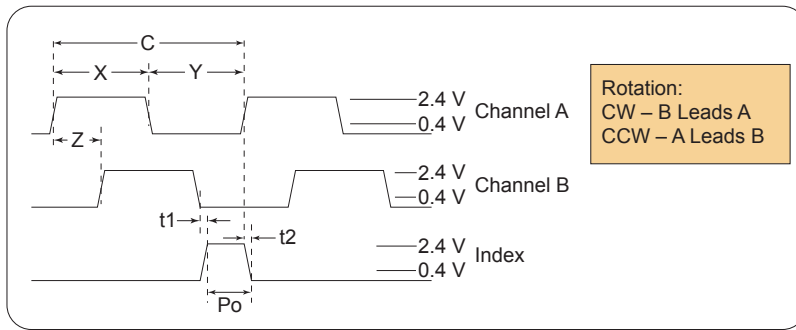 C
X
Y
2.4 V
0.4 V
Channel A
Z
2.4 V
0.4 V
Channel B
t1
t2
2.4 V
0.4 V
Index
Po
Rotation:
CW – B Leads A
CCW – A Leads B